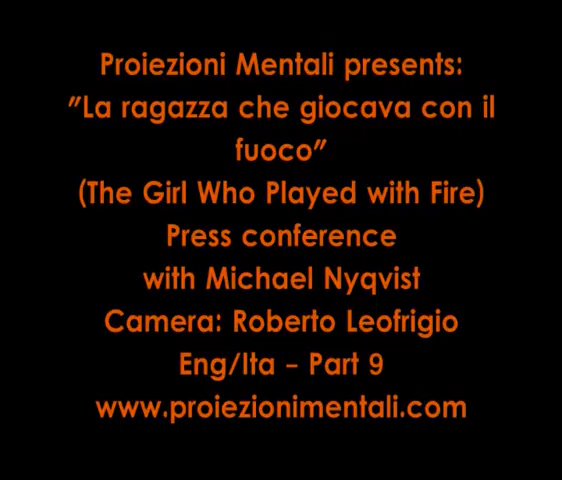 Proiezioni Mentali presents:
"La ragazza che giocava con il
fuoco"
(The Girl Who Played with Fire)
Press conference
with Michael Nyqvist
Camera: Roberto Leofrigio
Eng/Ita - Part 9
www.proiezionimentali.com